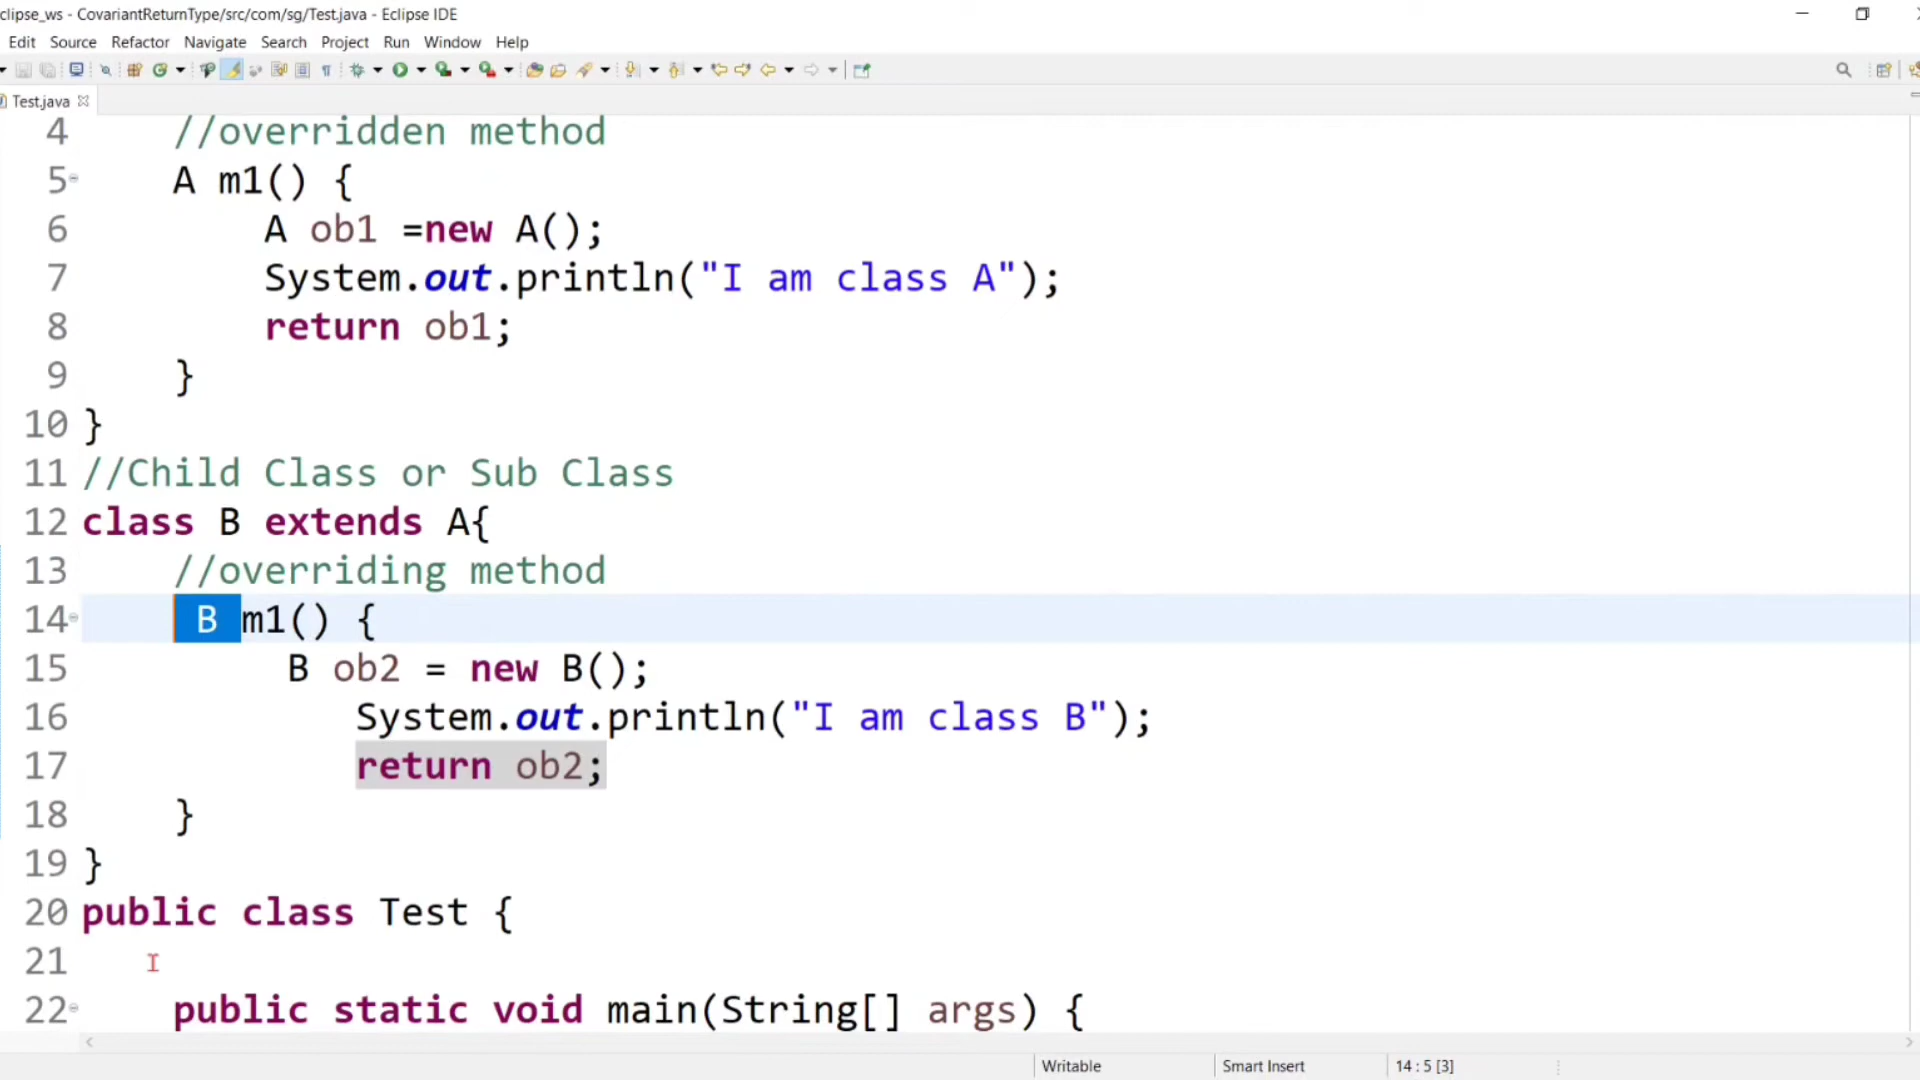 clipse_ws - CovariantReturnType/src/com/sg/Test.java - Eclipse IDE
Edit Source Refactor Navigate Search Project Run Window Help
Test.java
4 //overridden method
5 A m1() {
6 A ob1 =new A();
7 System.out.println("I am class A");
8 return ob1;
9 }
10 }
11 //Child Class or Sub Class
12 class B extends A{
13 //overriding method
14 B m1() {
15 B ob2 = new B();
16 System.out.println("I am class B");
17 return ob2;
18 }
19 }
20 public class Test {
21
22 public static void main(String[] args) {
Writable Smart Insert 14 : 5 [3]